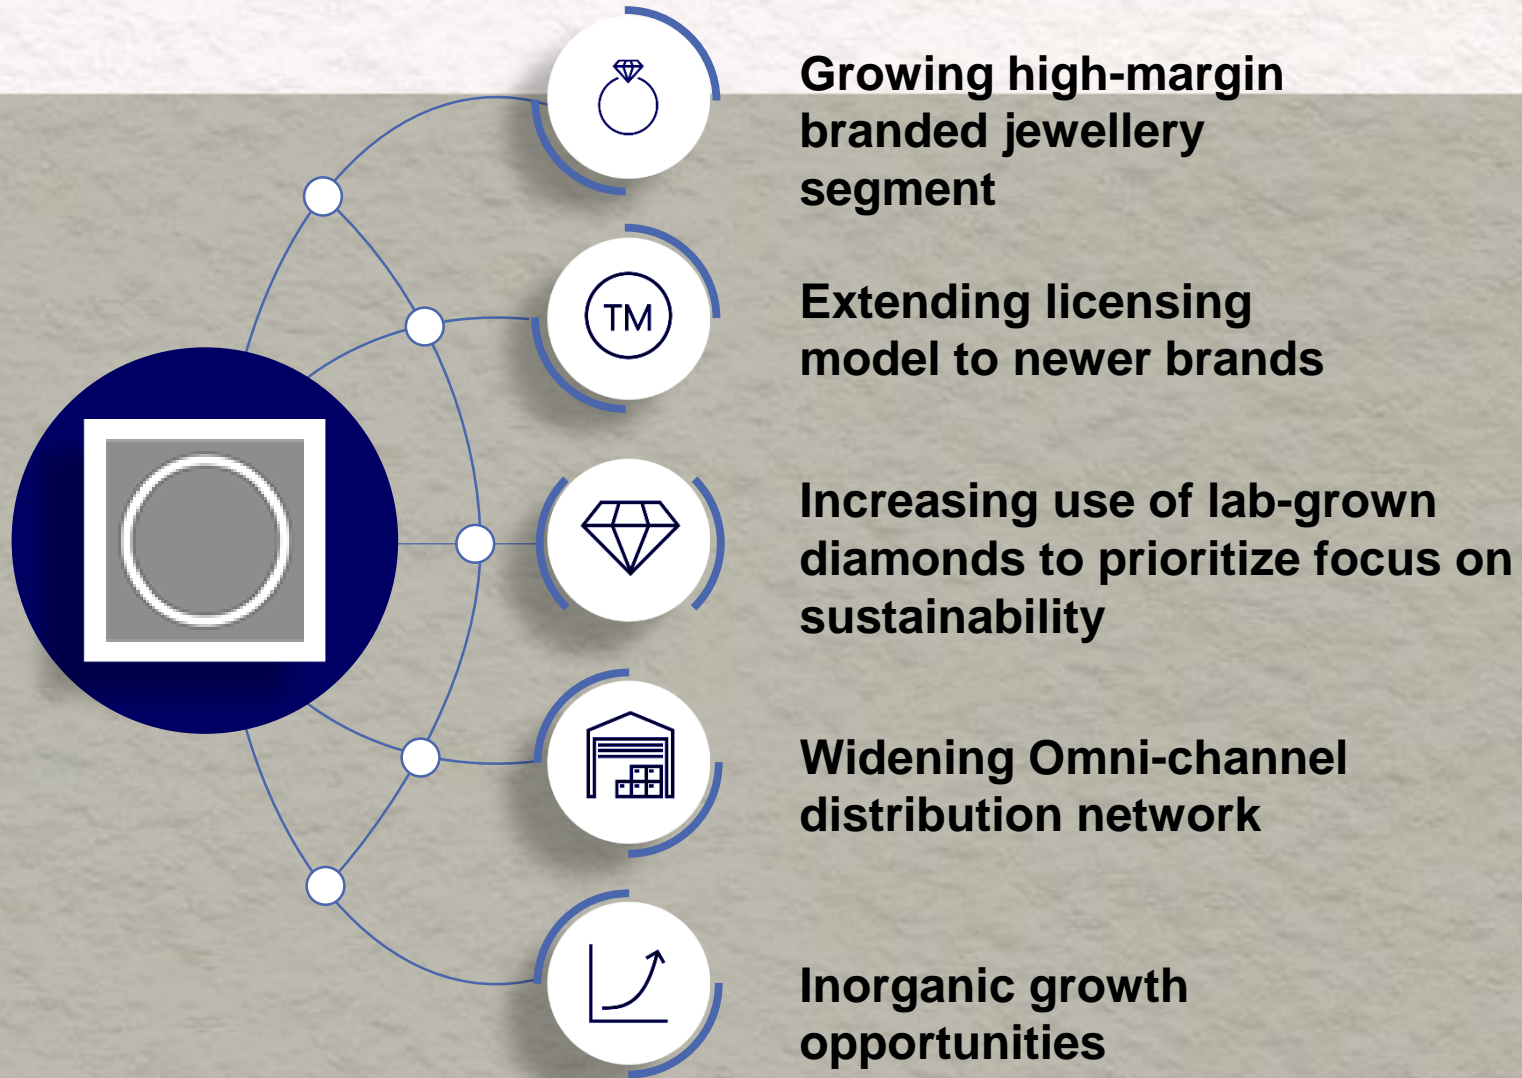 Growing high-margin
branded jewellery
segment
TM
Extending licensing
model to newer brands
Increasing use of lab-grown
diamonds to prioritize focus on
sustainability
Widening Omni-channel
distribution network
Inorganic growth
opportunities